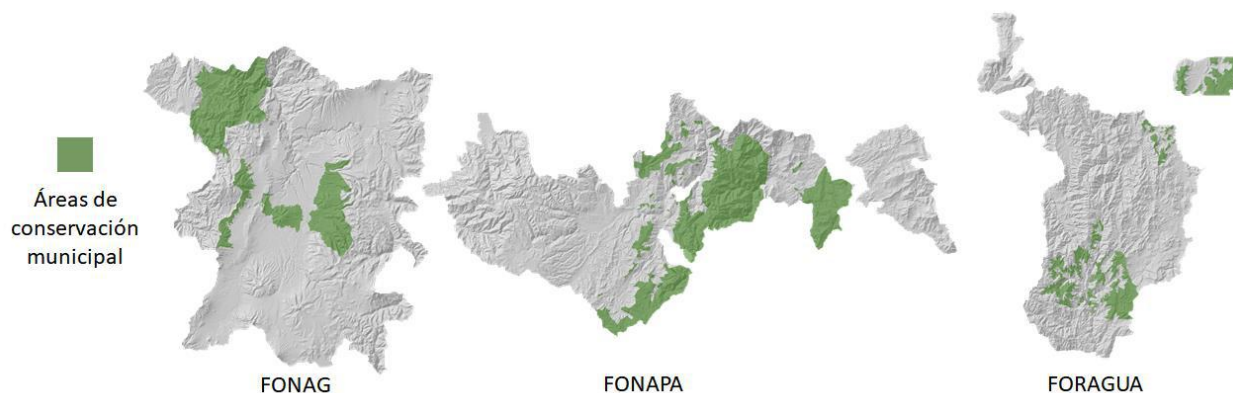 Áreas de
conservación
municipal
FONAG
FONAPA
FORAGUA